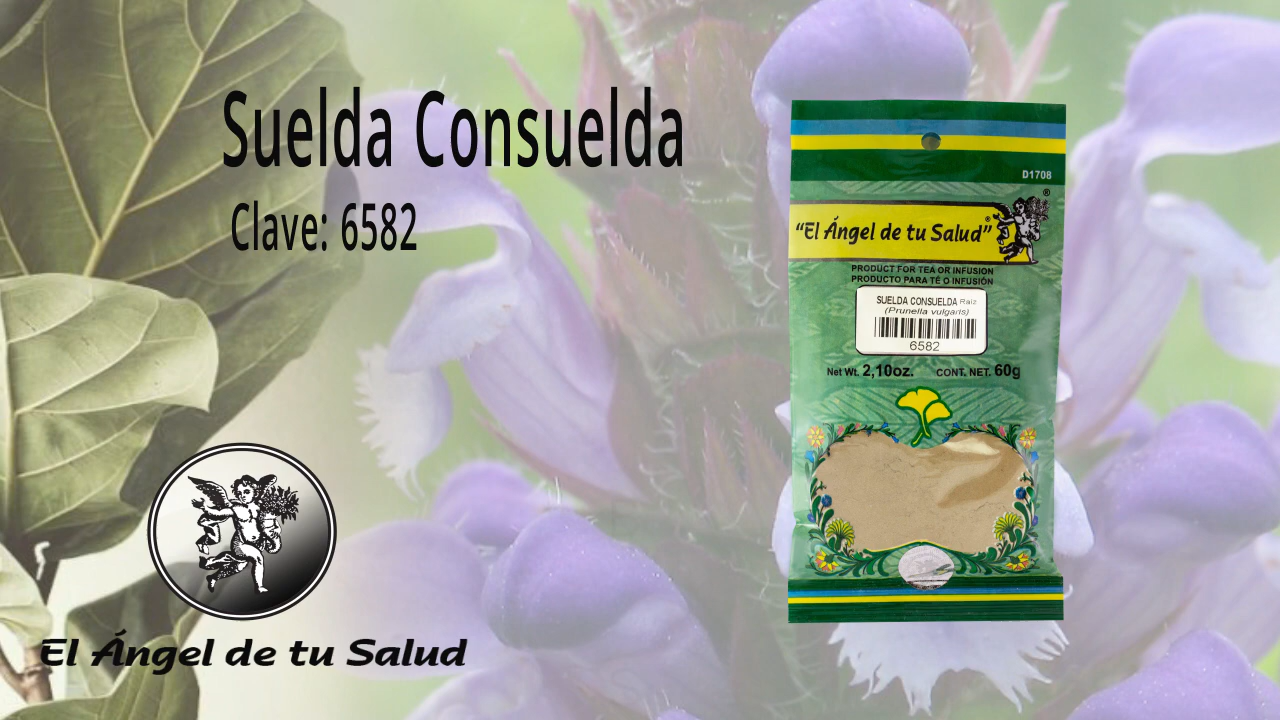 Suelda Consuelda
Clave: 6582
D1708
"El Ángel de tu Salud"®
PRODUCT FOR TEA OR INFUSION
PRODUCTO PARA TÉ O INFUSIÓN
SUELDA CONSUELDA Raiz
(Prunella vulgaris)
6582
Net Wt. 2,10oz. CONT. NET. 60g
El Ángel de tu Salud